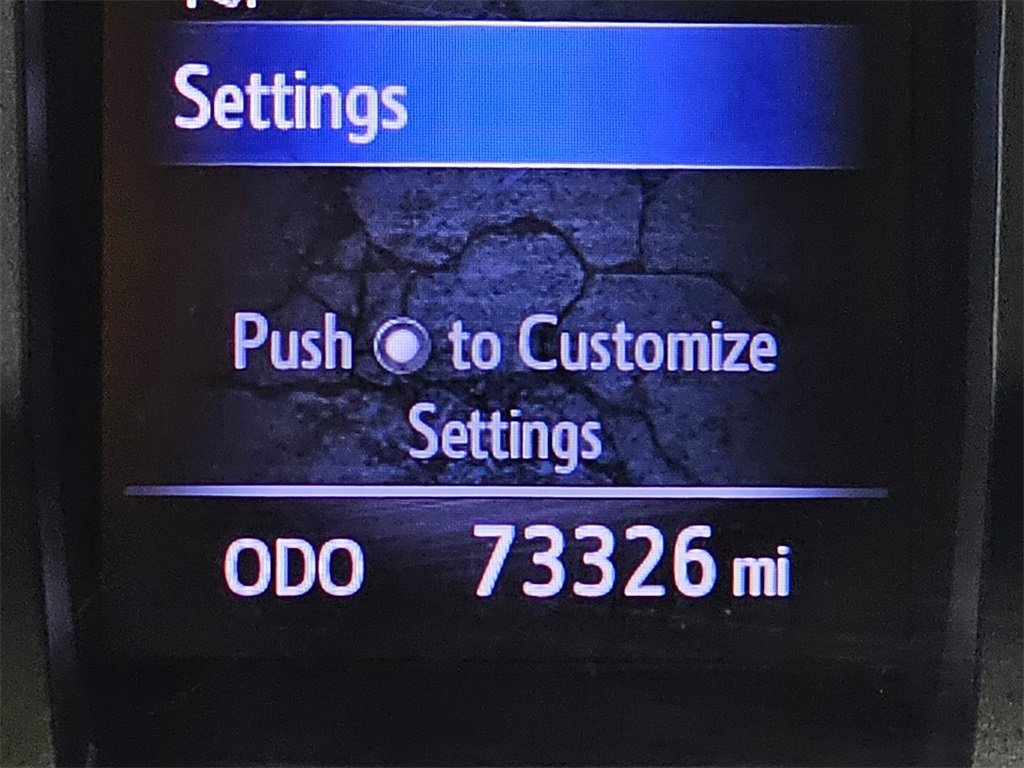 Settings
Push to Customize
Settings
ODO 73326 mi